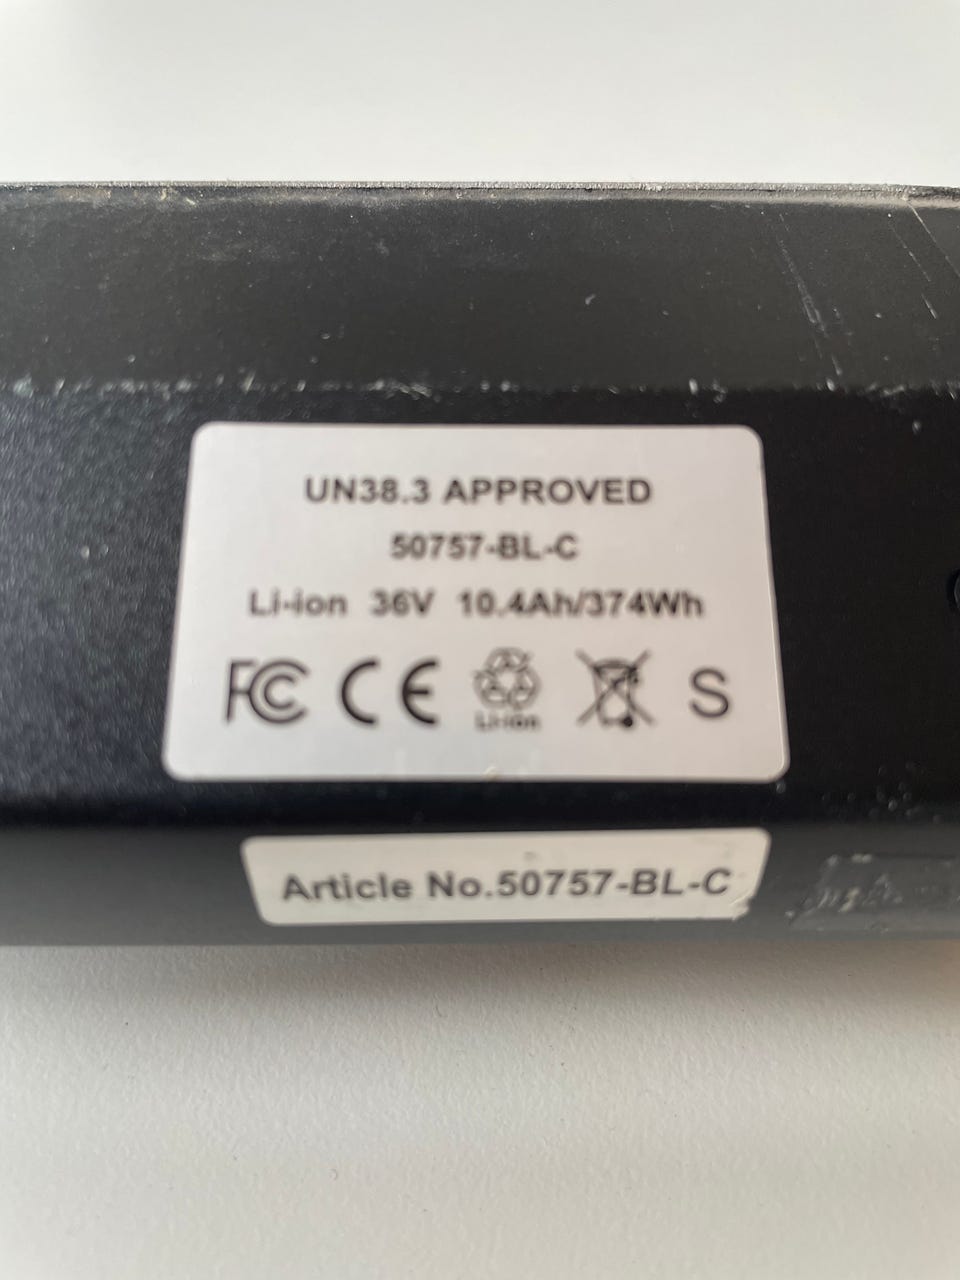 UN38.3 APPROVED
50757-BL-C
Li-ion 36V 10.4Ah/374Wh
FC CE Li-ion S
Article No.50757-BL-C